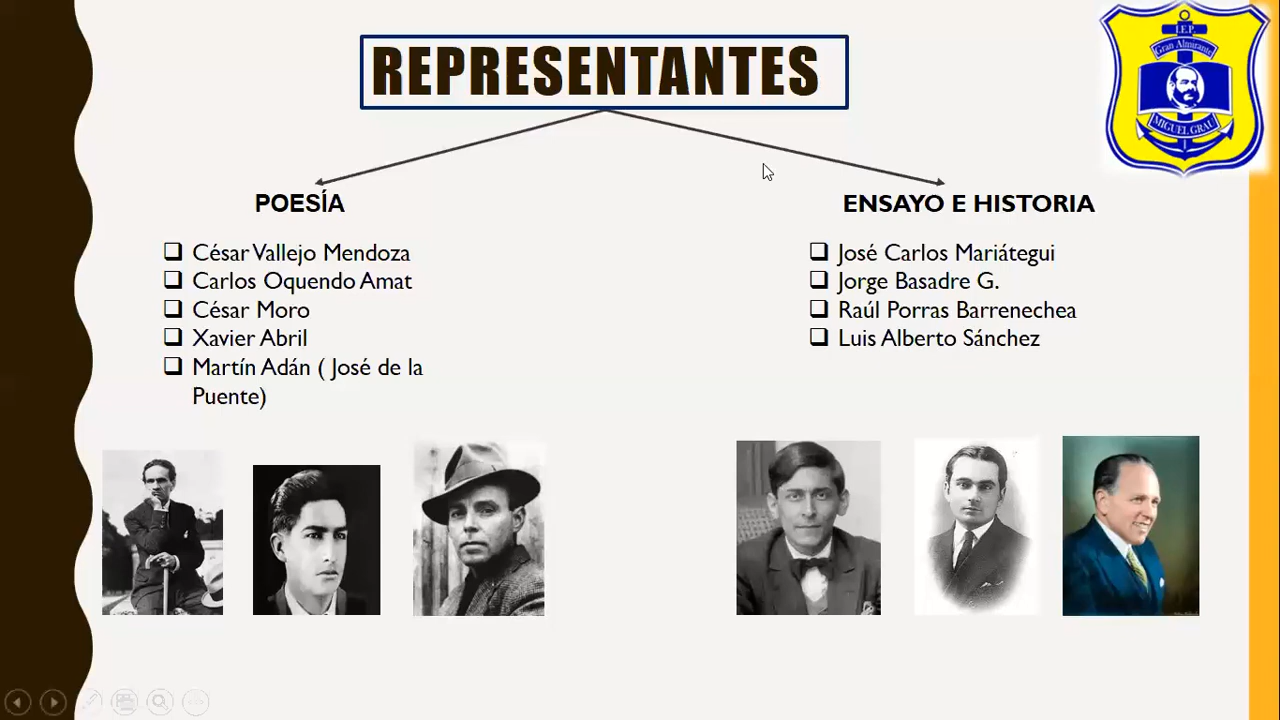 REPRESENTANTES
I.E.P.
Gran Almirante
MIGUEL GRAU
POESÍA
César Vallejo Mendoza
Carlos Oquendo Amat
César Moro
Xavier Abril
Martín Adán ( José de la
Puente)
ENSAYO E HISTORIA
José Carlos Mariátegui
Jorge Basadre G.
Raúl Porras Barrenechea
Luis Alberto Sánchez